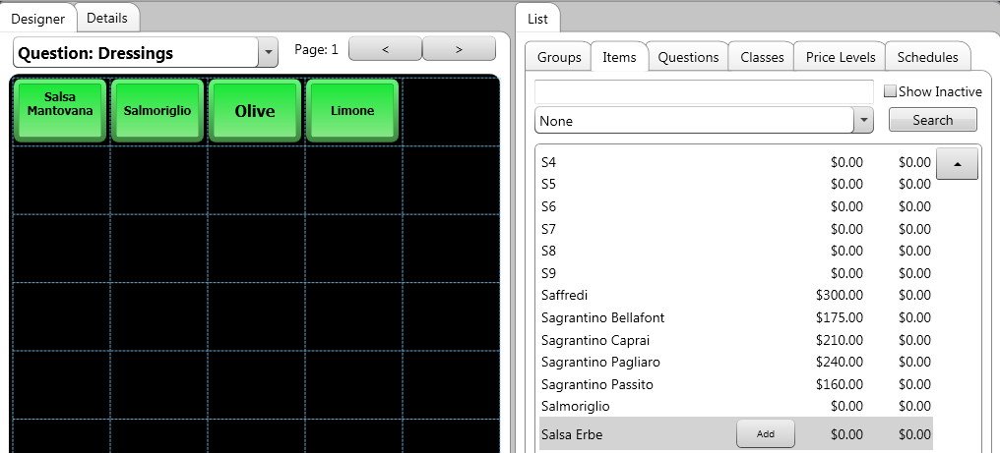 Designer
Details
Question: Dressings
Page: 1
<
>
Salsa
Mantovana
Salmoriglio
Olive
Limone
List
Groups
Items
Questions
Classes
Price Levels
Schedules
Show Inactive
None
Search
S4 $0.00 $0.00
S5 $0.00 $0.00
S6 $0.00 $0.00
S7 $0.00 $0.00
S8 $0.00 $0.00
S9 $0.00 $0.00
Saffredi $300.00 $0.00
Sagrantino Bellafont $175.00 $0.00
Sagrantino Caprai $210.00 $0.00
Sagrantino Pagliaro $240.00 $0.00
Sagrantino Passito $160.00 $0.00
Salmoriglio $0.00 $0.00
Salsa Erbe Add $0.00 $0.00